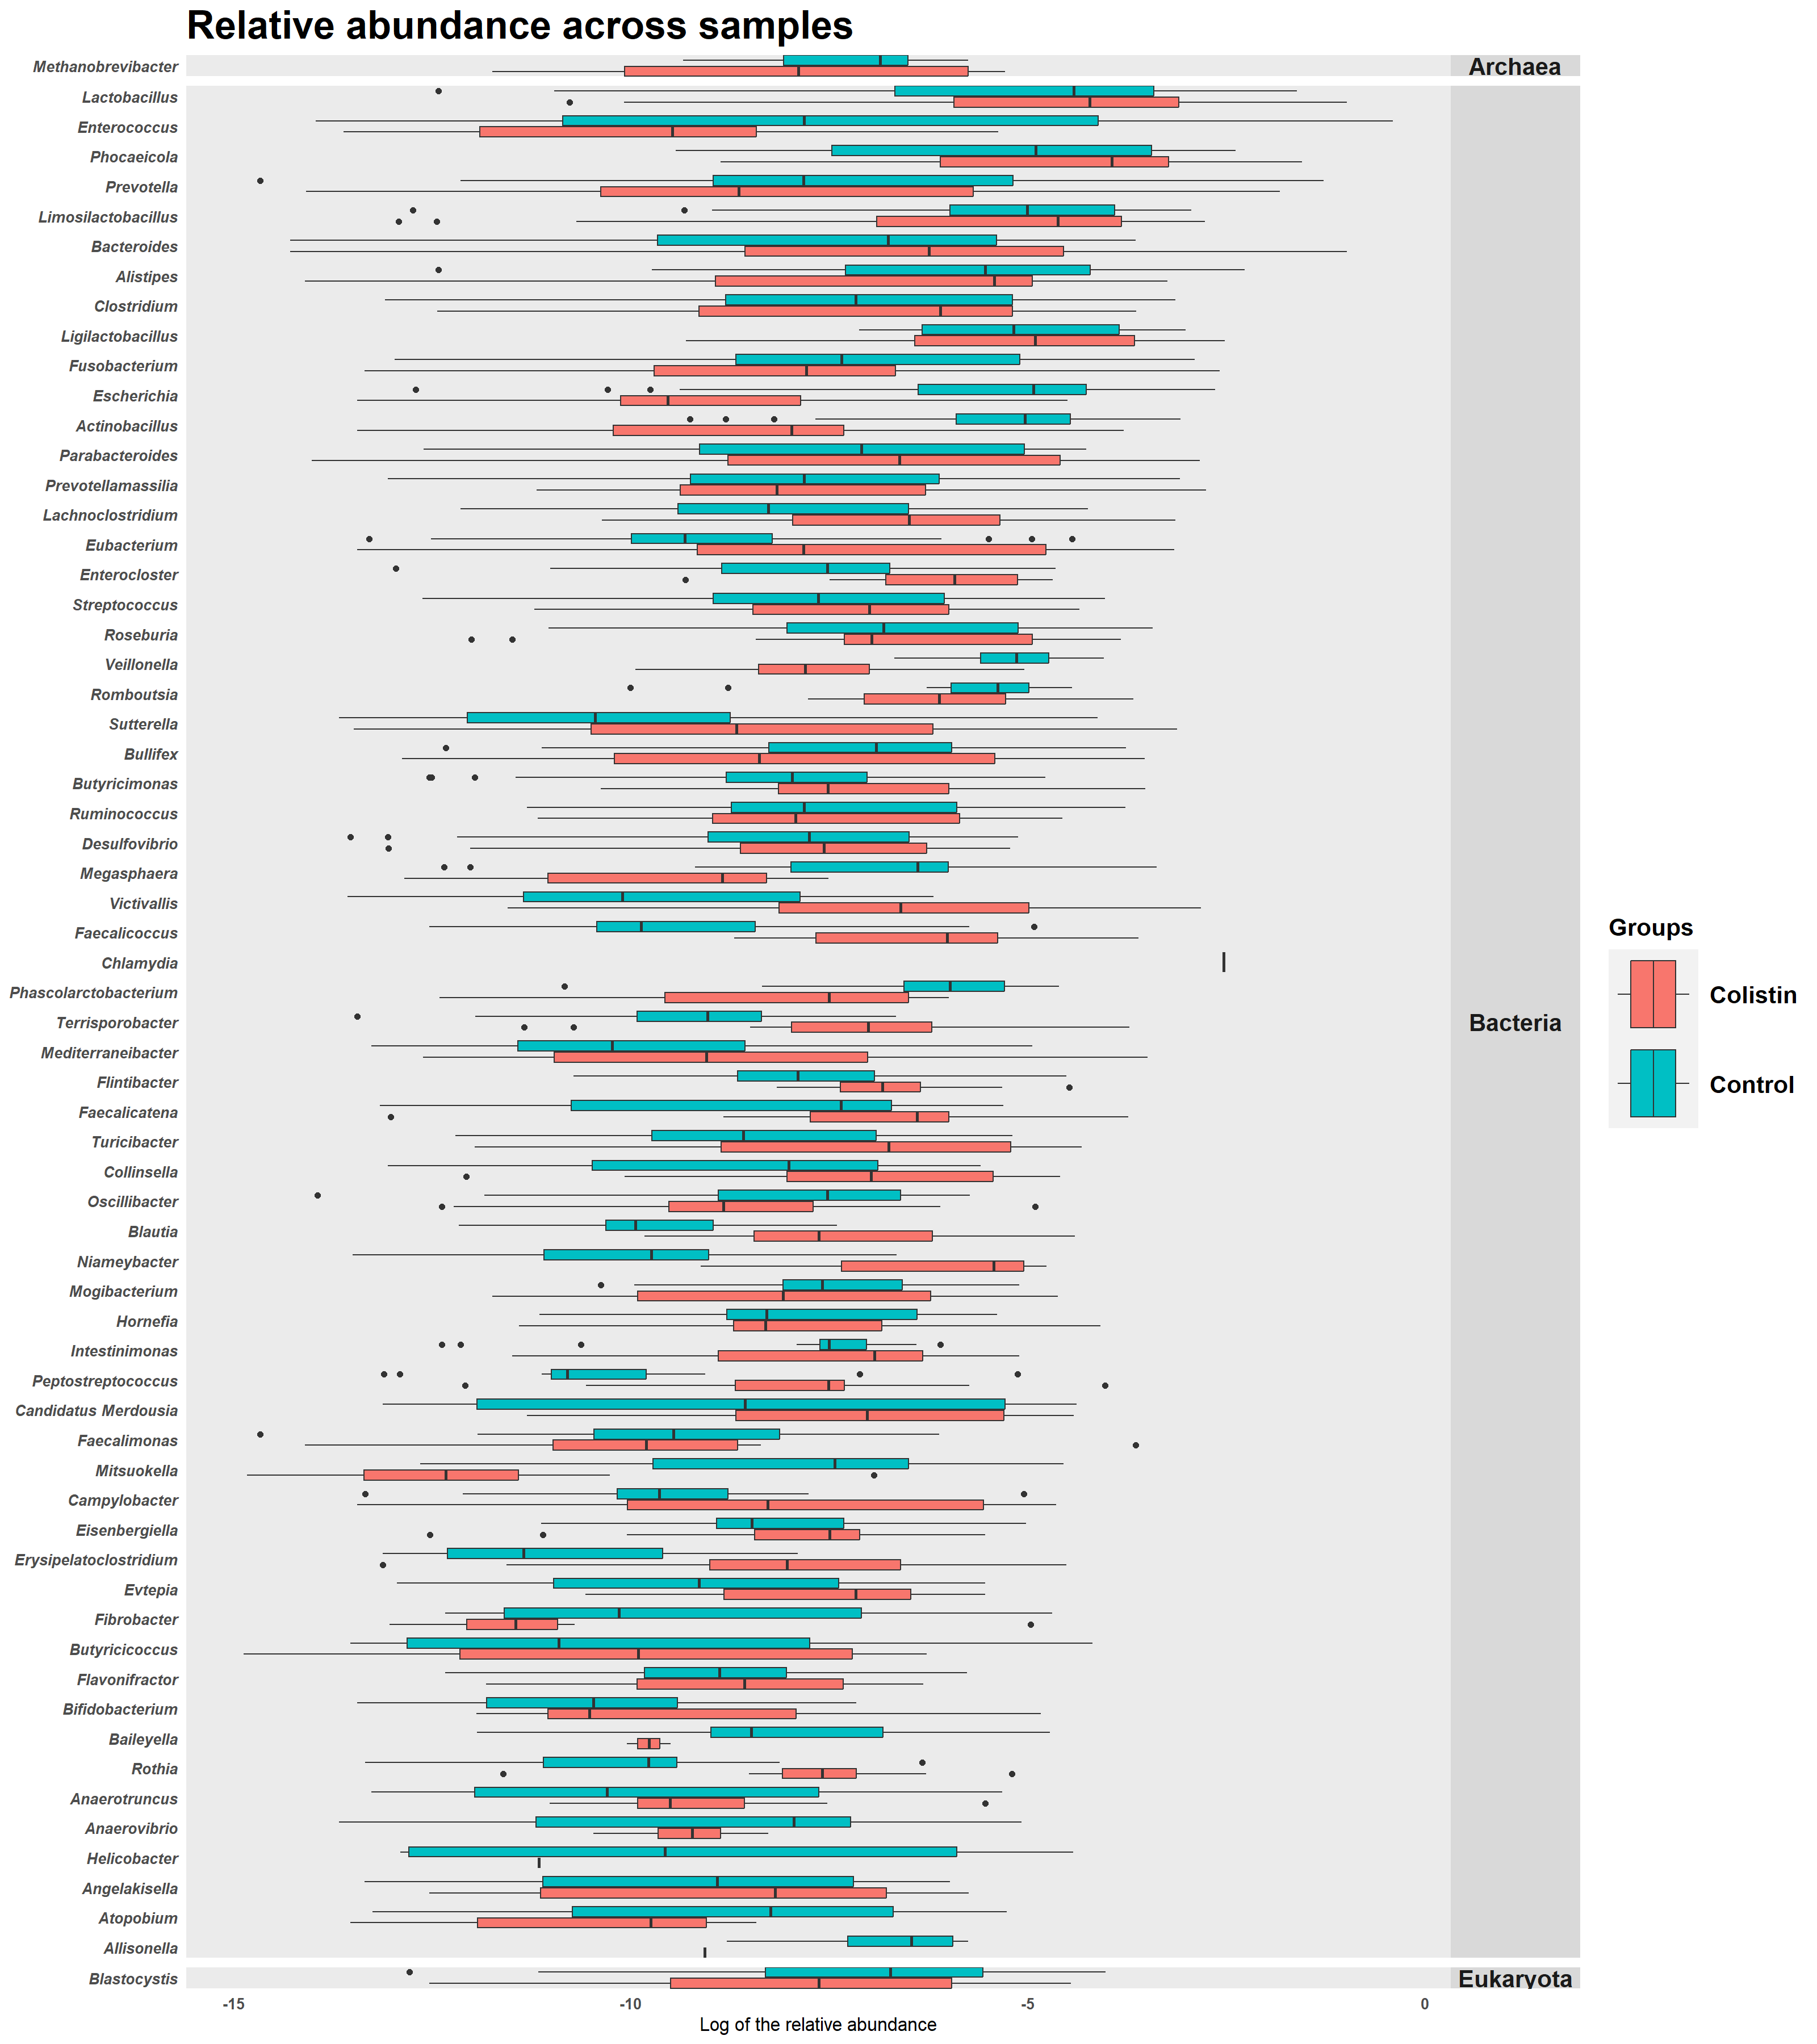 Relative abundance across samples
Methanobrevibacter
Archaea
Lactobacillus
Enterococcus
Phocaeicola
Prevotella
Limosilactobacillus
Bacteroides
Alistipes
Clostridium
Ligilactobacillus
Fusobacterium
Escherichia
Actinobacillus
Parabacteroides
Prevotellamassilia
Lachnoclostridium
Eubacterium
Enterocloster
Streptococcus
Roseburia
Veillonella
Romboutsia
Sutterella
Bullifex
Butyricimonas
Ruminococcus
Desulfovibrio
Megasphaera
Victivallis
Faecalicoccus
Chlamydia
Phascolarctobacterium
Terrisporobacter
Mediterraneibacter
Flintibacter
Faecalicatena
Turicibacter
Collinsella
Oscillibacter
Blautia
Niameybacter
Mogibacterium
Hornefia
Intestinimonas
Peptostreptococcus
Candidatus Merdousia
Faecalimonas
Mitsuokella
Campylobacter
Eisenbergiella
Erysipelatoclostridium
Evtepia
Fibrobacter
Butyricicoccus
Flavonifractor
Bifidobacterium
Baileyella
Rothia
Anaerotruncus
Anaerovibrio
Helicobacter
Angelakisella
Atopobium
Allisonella
Bacteria
Blastocystis
Eukaryota
-15 -10 -5 0
Log of the relative abundance
Groups
Colistin
Control